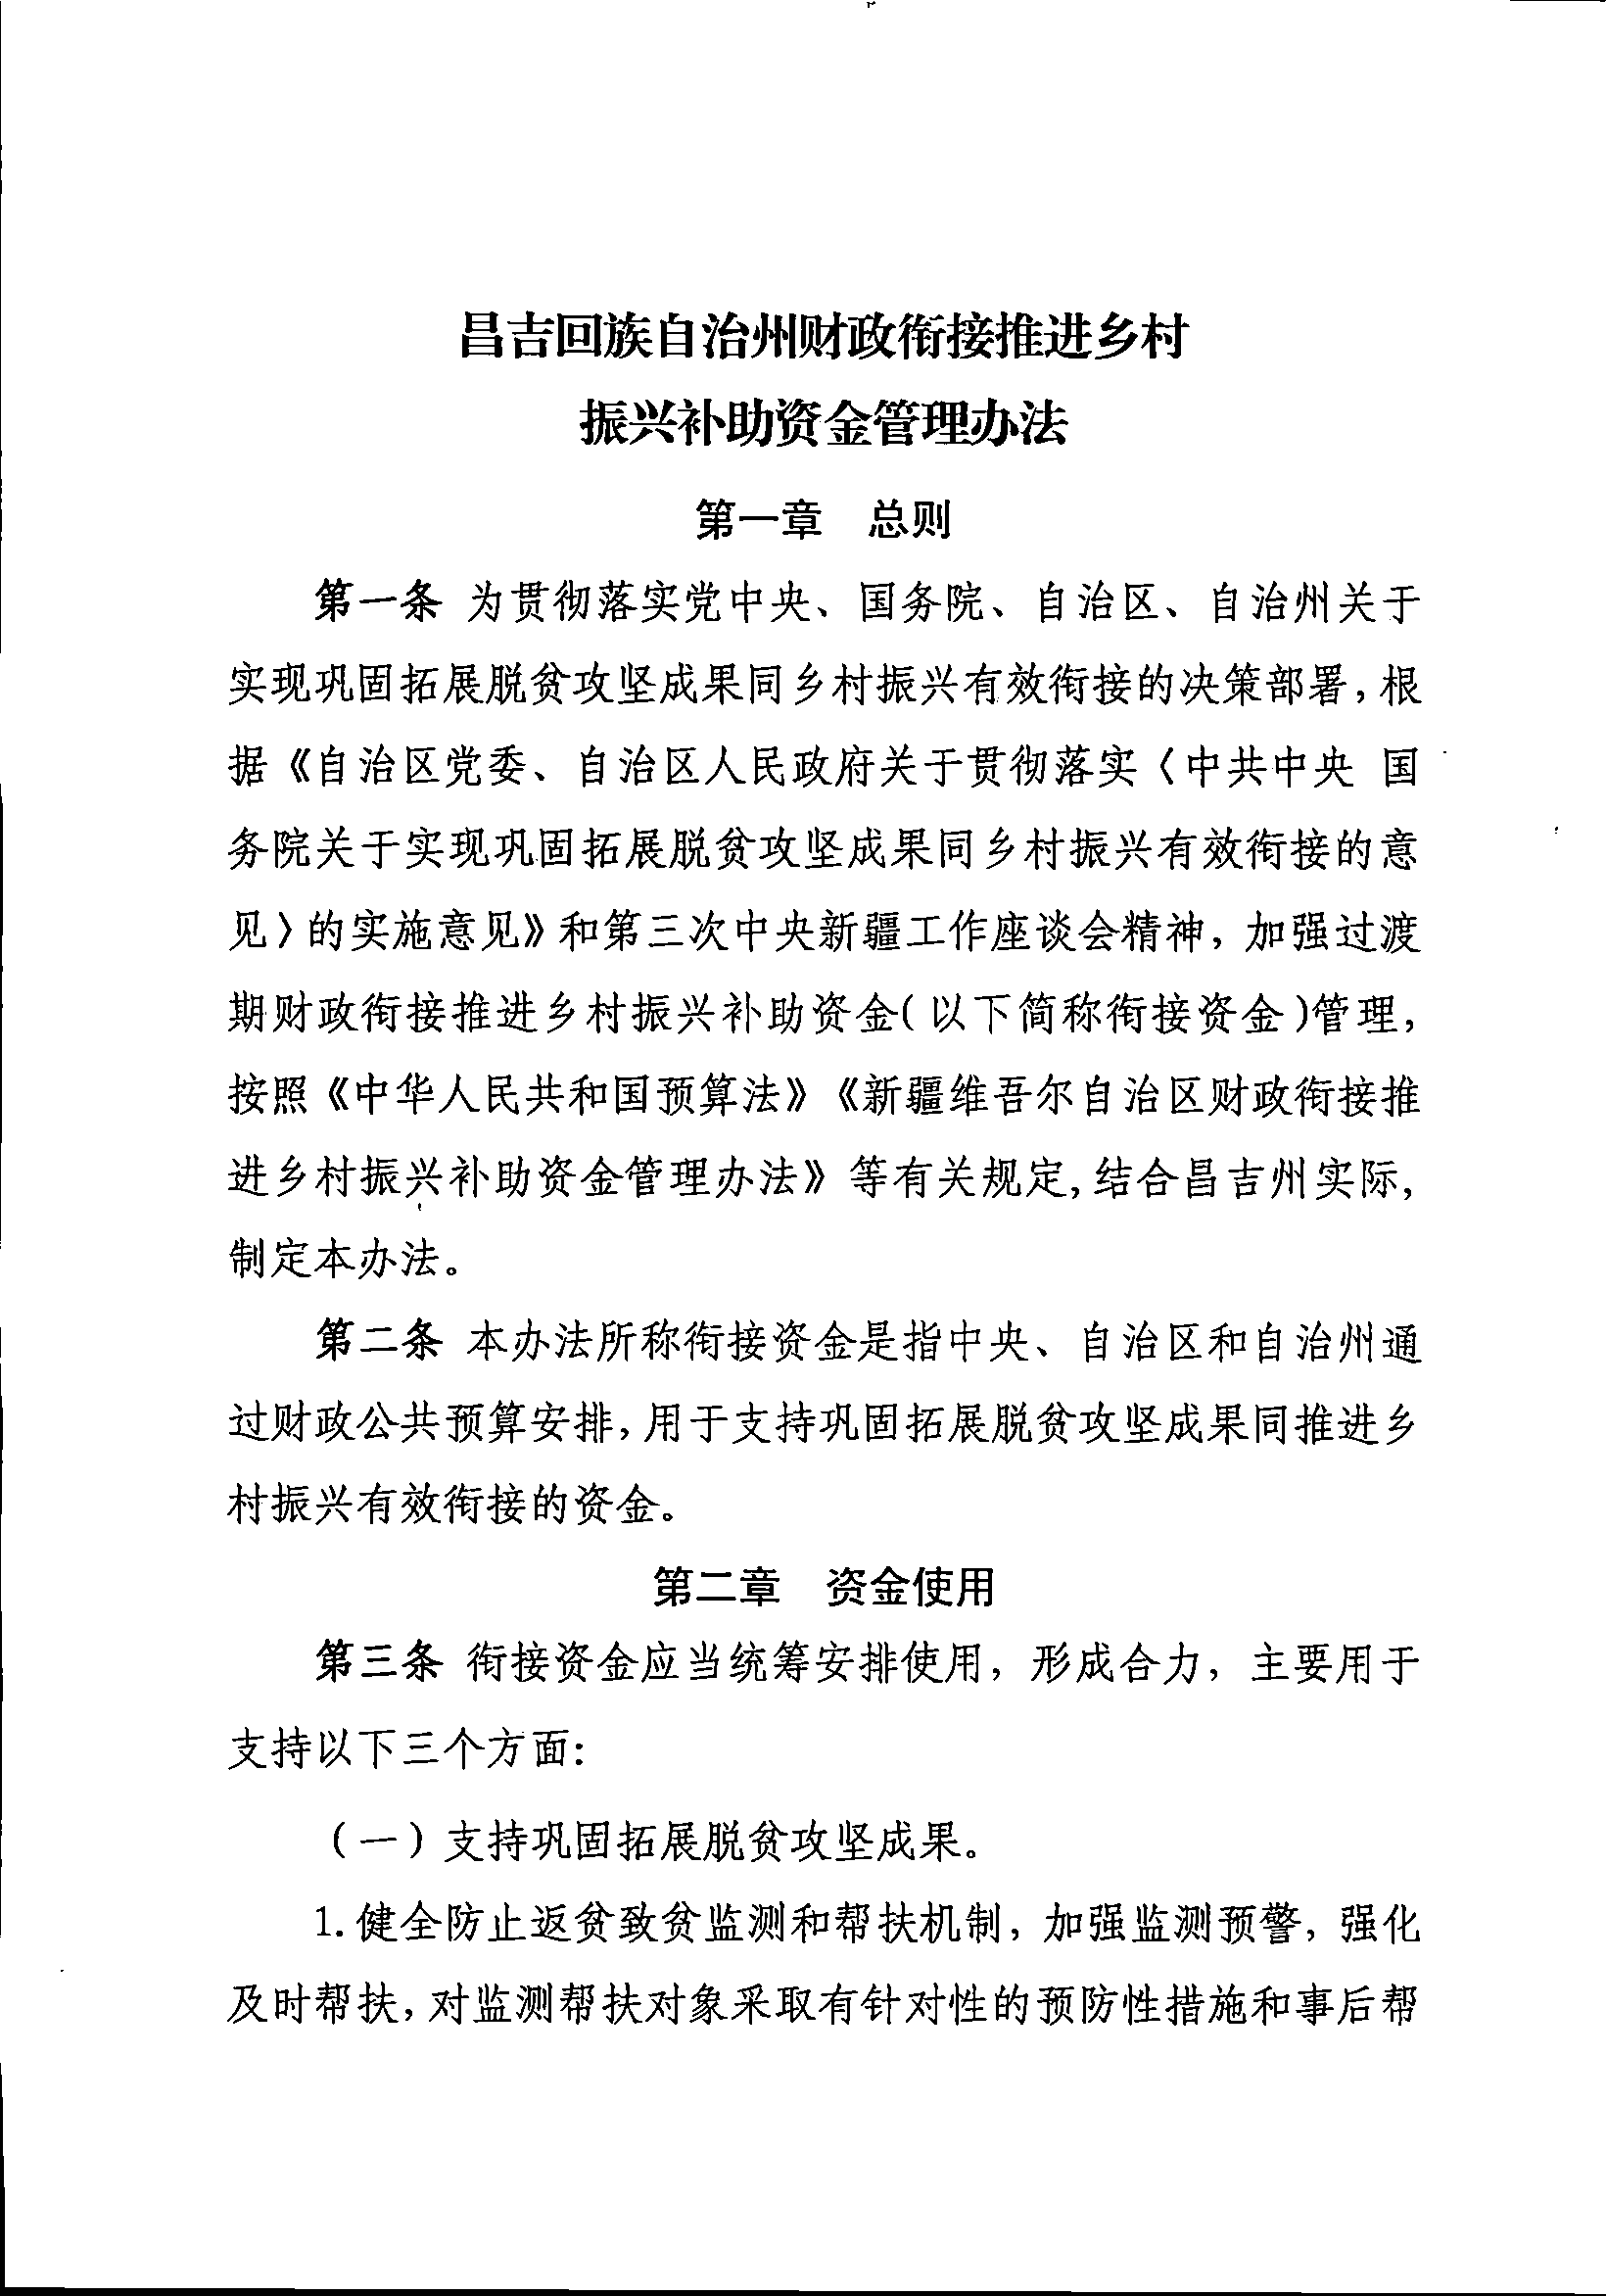 昌吉回族自治州财政衔接推进乡村
振兴补助资金管理办法
第一章　总则
第一条 为贯彻落实党中央、国务院、自治区、自治州关于
实现巩固拓展脱贫攻坚成果同乡村振兴有效衔接的决策部署，根
据《自治区党委、自治区人民政府关于贯彻落实〈中共中央 国
务院关于实现巩固拓展脱贫攻坚成果同乡村振兴有效衔接的意
见〉的实施意见》和第三次中央新疆工作座谈会精神，加强过渡
期财政衔接推进乡村振兴补助资金(以下简称衔接资金)管理，
按照《中华人民共和国预算法》《新疆维吾尔自治区财政衔接推
进乡村振兴补助资金管理办法》等有关规定，结合昌吉州实际，
制定本办法。
第二条 本办法所称衔接资金是指中央、自治区和自治州通
过财政公共预算安排，用于支持巩固拓展脱贫攻坚成果同推进乡
村振兴有效衔接的资金。
第二章　资金使用
第三条 衔接资金应当统筹安排使用，形成合力，主要用于
支持以下三个方面：
（一）支持巩固拓展脱贫攻坚成果。
1.健全防止返贫致贫监测和帮扶机制，加强监测预警，强化
及时帮扶，对监测帮扶对象采取有针对性的预防性措施和事后帮